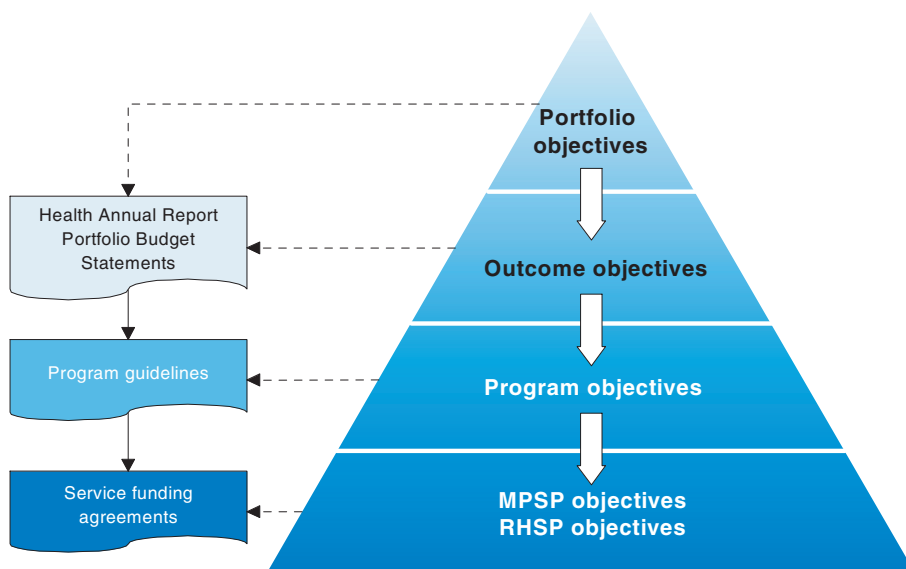 Portfolio
objectives
Health Annual Report
Portfolio Budget
Statements
Outcome objectives
Program guidelines
Program objectives
Service funding
agreements
MPSP objectives
RHSP objectives